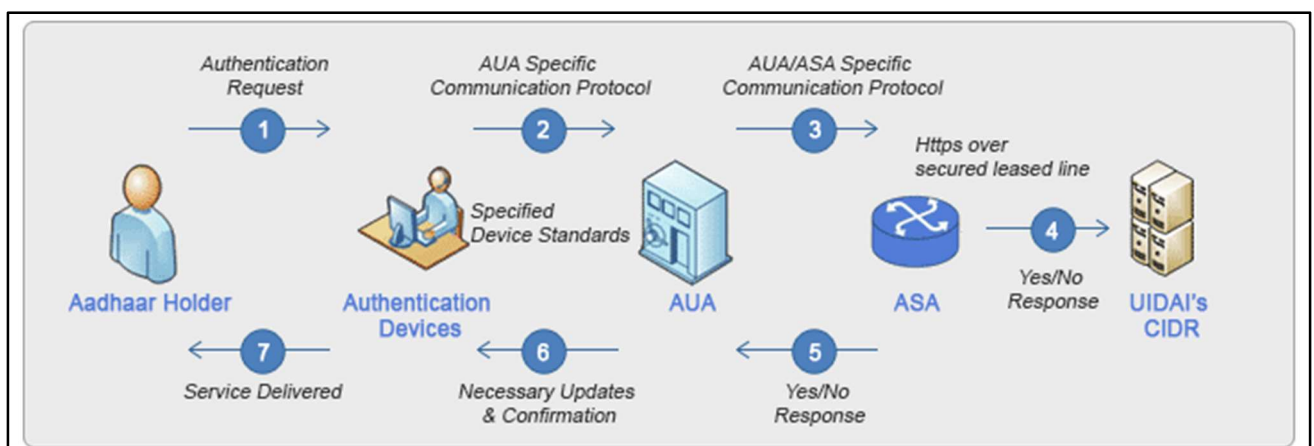 Authentication
Request
1
AUA Specific
Communication Protocol
2
AUA/ASA Specific
Communication Protocol
3
Https over
secured leased line
4
Yes/No
Response
Specified
Device Standards
Aadhaar Holder
Authentication
Devices
AUA
ASA
UIDAI's
CIDR
7
Service Delivered
6
Necessary Updates
& Confirmation
5
Yes/No
Response